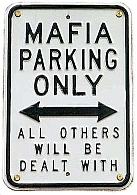 MAFIA
PARKING
ONLY
ALL OTHERS
WILL BE
DEALT WITH